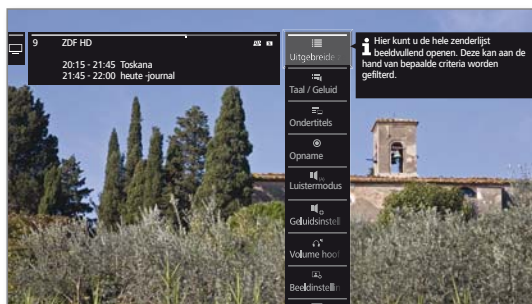 9 ZDF HD
20:15 - 21:45 Toskana
21:45 - 22:00 heute -journal
Uitgebreide
Taal / Geluid
Ondertitels
Opname
Luistermodus
Geluidsinstell
Volume hoof
Beeldinstellin
Hier kunt u de hele zenderlijst
beeldvullend openen. Deze kan aan de
hand van bepaalde criteria worden
gefilterd.